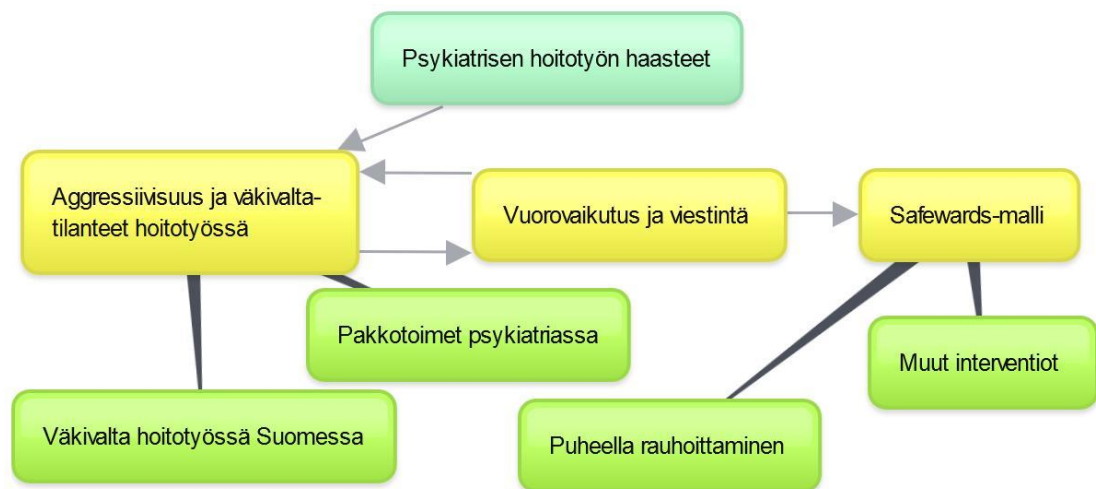 Psykiatrisen hoitotyön haasteet
Aggressiivisuus ja väkivalta-
tilanteet hoitotyössä
Vuorovaikutus ja viestintä
Safewards-malli
Pakkotoimet psykiatriassa
Muut interventiot
Väkivalta hoitotyössä Suomessa
Puheella rauhoittaminen